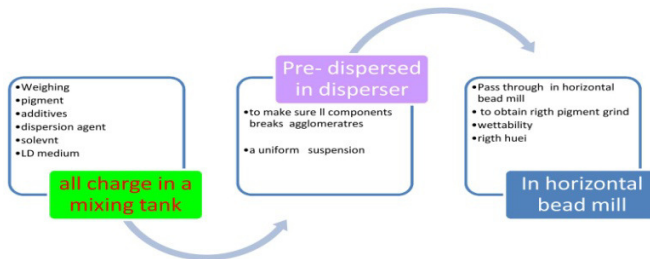 •Weighing
•pigment
•additives
•dispersion agent
•solevnt
•LD medium
all charge in a
mixing tank
Pre- dispersed
in disperser
•to make sure ll components
breaks agglomeratres
•a uniform suspension
•Pass through in horizontal
bead mill
• to obtain rigth pigment grind
•wettability
•rigth huei
In horizontal
bead mill